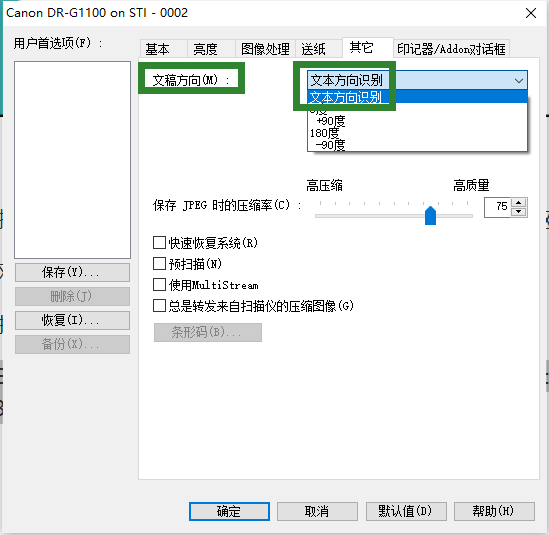 Canon DR-G1100 on STI - 0002
用户首选项(F) :
基本 亮度 图像处理 送纸 其它 印记器/Addon对话框
文稿方向(M) :
文本方向识别
文本方向识别
0度
+90度
180度
-90度
高压缩 高质量
保存 JPEG 时的压缩率(C) :
75
快速恢复系统(R)
预扫描(N)
使用MultiStream
总是转发来自扫描仪的压缩图像(G)
条形码(B)...
保存(Y)...
删除(J)
恢复(I)...
备份(X)...
确定 取消 默认值(D) 帮助(H)